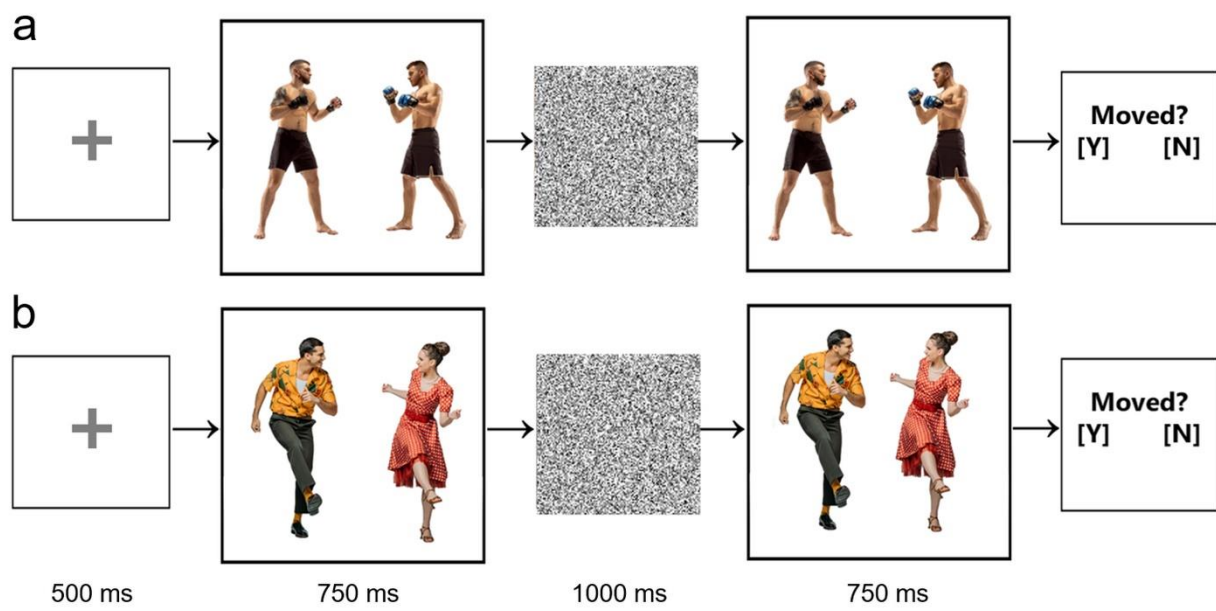 a
Moved?
[Y] [N]
b
Moved?
[Y] [N]
500 ms 750 ms 1000 ms 750 ms